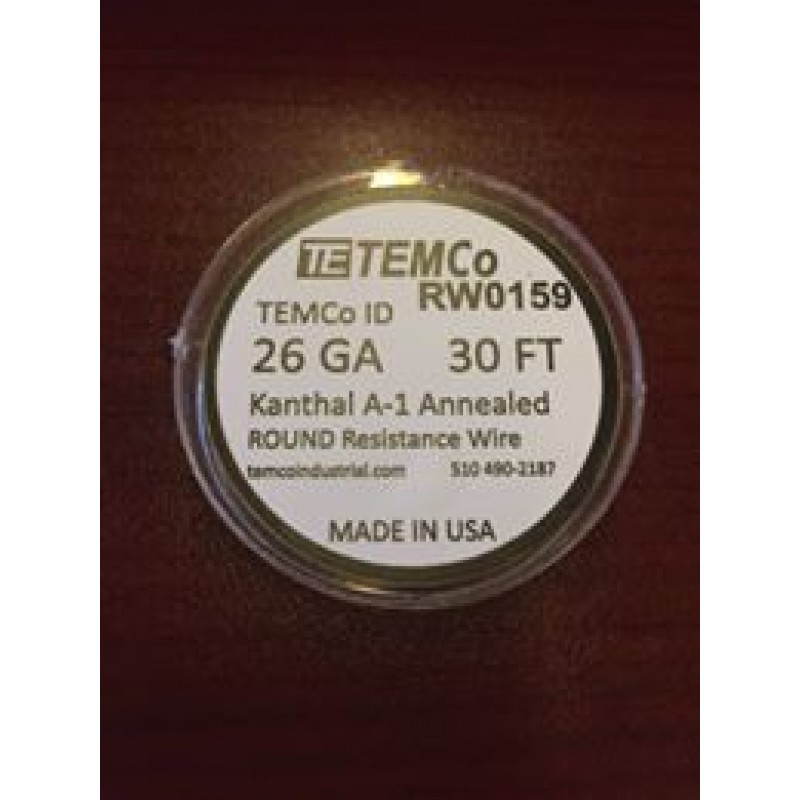 TE TEMCo
TEMCo ID RW0159
26 GA 30 FT
Kanthal A-1 Annealed
ROUND Resistance Wire
temcoindustrial.com 510 490-2187
MADE IN USA